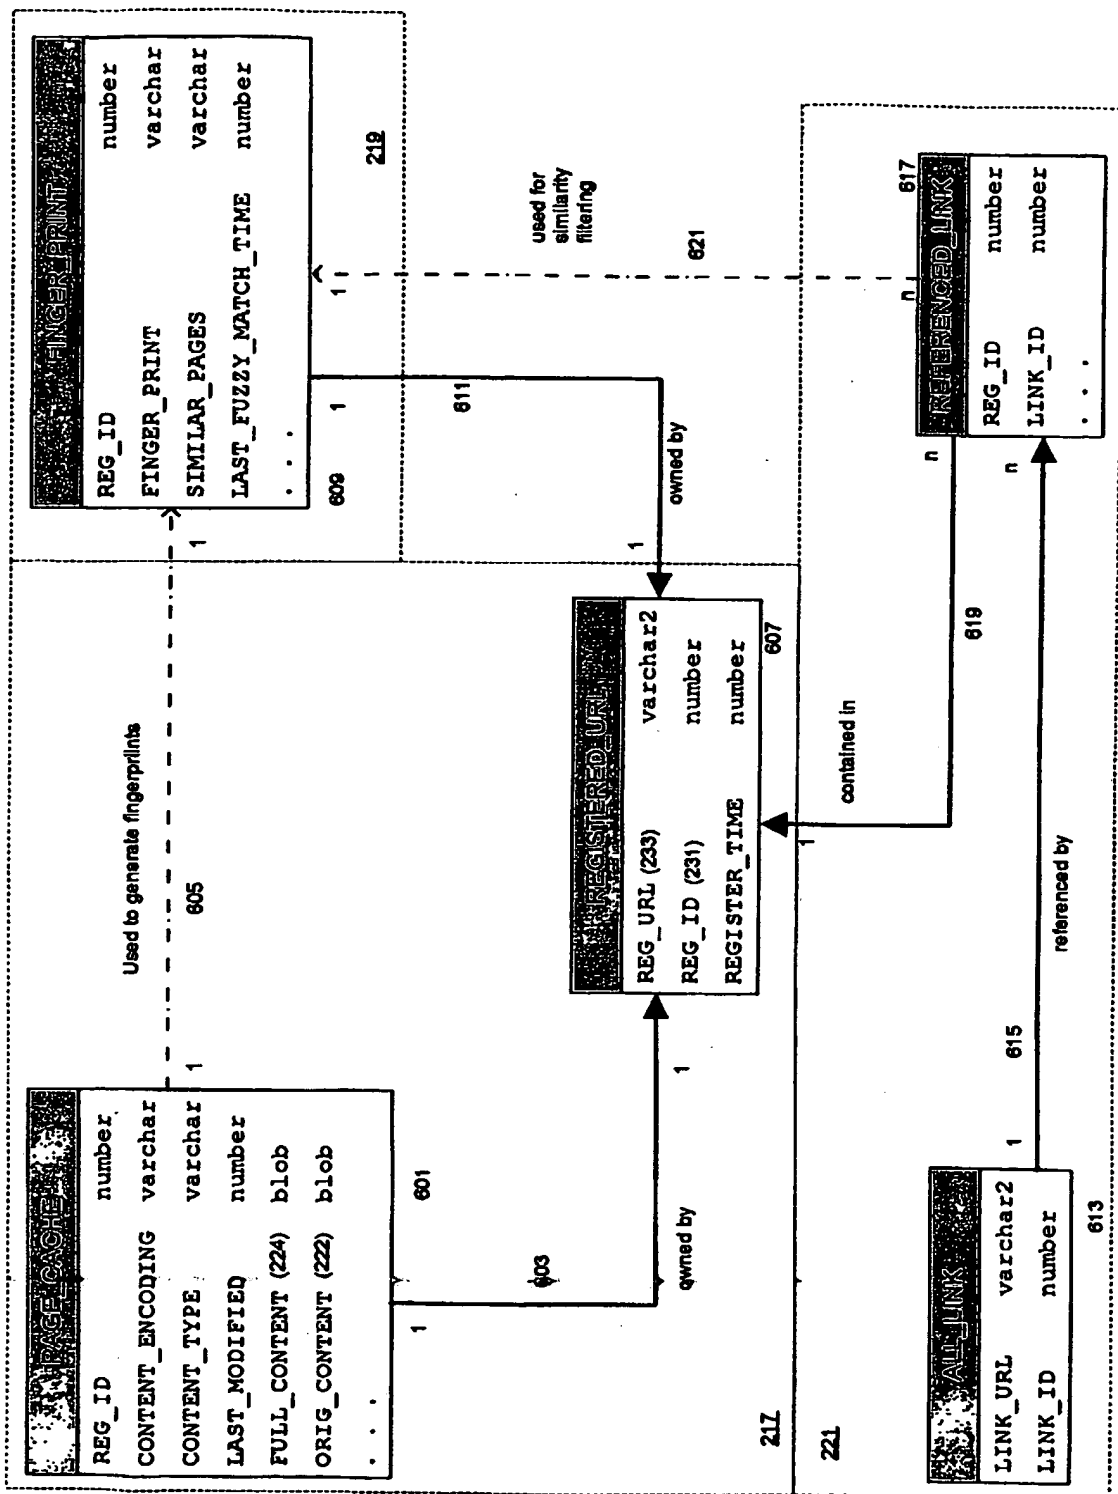 PAGE_CACHE
REG_ID number
CONTENT_ENCODING varchar
CONTENT_TYPE varchar
LAST_MODIFIED number
FULL_CONTENT (224) blob
ORIG_CONTENT (222) blob
. . .
601
1
Used to generate fingerprints
605
1
FINGER_PRINT
REG_ID number
FINGER_PRINT varchar
SIMILAR_PAGES varchar
LAST_FUZZY_MATCH_TIME number
. . .
609
1
1
219
603
1
owned by
1
611
owned by
1
used for
similarity
filtering
621
REGISTERED_URL
REG_URL (233) varchar2
REG_ID (231) number
REGISTER_TIME number
607
217
221
1
contained in
619
ALL_LINK
LINK_URL varchar2
LINK_ID number
613
1
615
referenced by
n
n
n
REFERENCED_LINK
617
REG_ID number
LINK_ID number
. . .